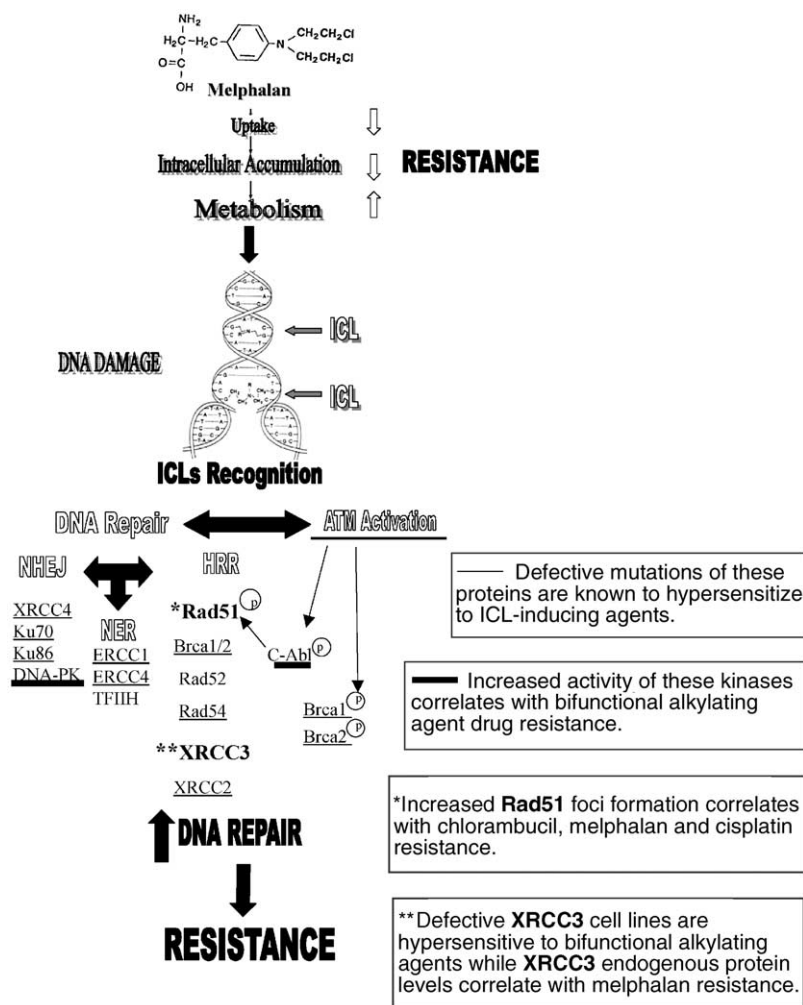 NH₂
H₂C-C-H₂C
CH₂CH₂Cl
N
CH₂CH₂Cl
O=C
OH
Melphalan
Uptake
Intracellular Accumulation
RESISTANCE
Metabolism
ICL
DNA DAMAGE
ICL
ICLs Recognition
DNA Repair
ATM Activation
NHEJ
HRR
XRCC4
Ku70
Ku86
DNA-PK
NER
ERCC1
ERCC4
TFIIH
*Rad51 p
Brca1/2
Rad52
Rad54
**XRCC3
XRCC2
C-Abl p
Brca1 P
Brca2 P
DNA REPAIR
RESISTANCE
Defective mutations of these
proteins are known to hypersensitize
to ICL-inducing agents.
Increased activity of these kinases
correlates with bifunctional alkylating
agent drug resistance.
*Increased Rad51 foci formation correlates
with chlorambucil, melphalan and cisplatin
resistance.
**Defective XRCC3 cell lines are
hypersensitive to bifunctional alkylating
agents while XRCC3 endogenous protein
levels correlate with melphalan resistance.